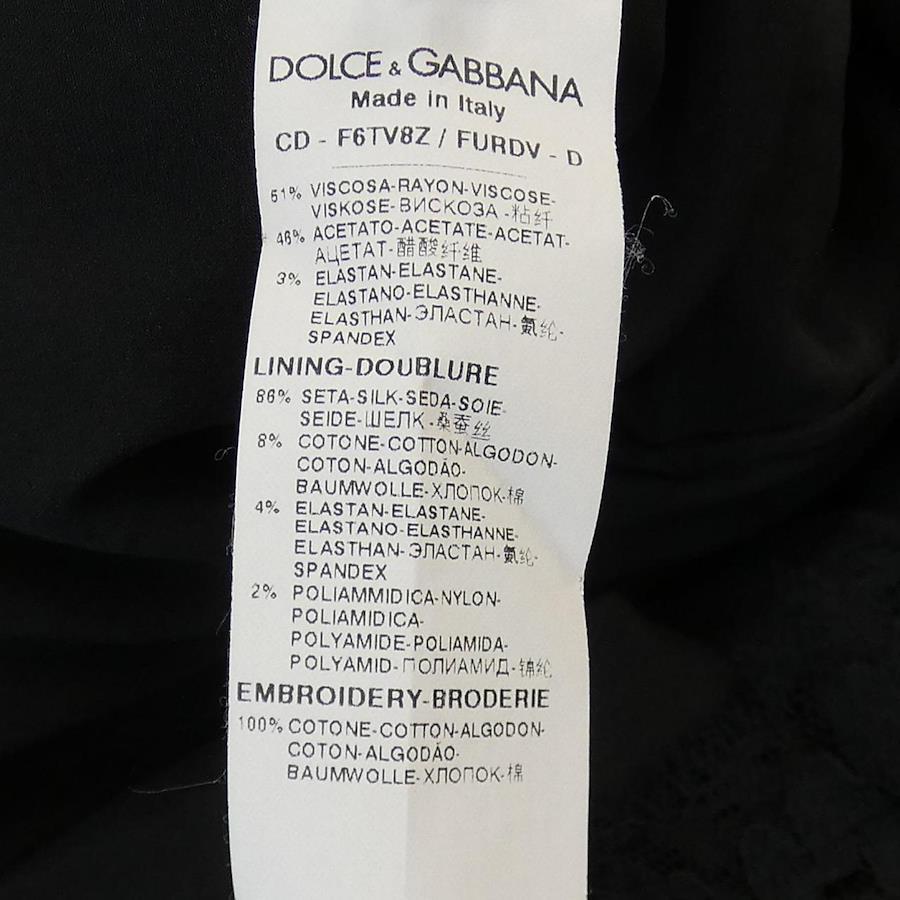 DOLCE & GABBANA
Made in Italy
CD - F6TV8Z / FURDV - D
51% VISCOSA-RAYON-VISCOSE-
VISKOSE-ВИСКОЗА-粘纤
46% ACETATO-ACETATE-ACETAT-
АЦЕТАТ-醋酸纤维
3% ELASTAN-ELASTANE-
ELASTANO-ELASTHANNE-
ELASTHAN-ЭЛАСТАН-氨纶-
SPANDEX
LINING-DOUBLURE
86% SETA-SILK-SEDA-SOIE-
SEIDE-ШЕЛК-桑蚕丝
8% COTONE-COTTON-ALGODON-
COTON-ALGODÃO-
BAUMWOLLE-ХЛОПОК-棉
4% ELASTAN-ELASTANE-
ELASTANO-ELASTHANNE-
ELASTHAN-ЭЛАСТАН-氨纶-
SPANDEX
2% POLIAMMIDICA-NYLON-
POLIAMIDICA-
POLYAMIDE-POLIAMIDA-
POLYAMID-ПОЛИАМИД-锦纶
EMBROIDERY-BRODERIE
100% COTONE-COTTON-ALGODON-
COTON-ALGODÃO-
BAUMWOLLE-ХЛОПОК-棉